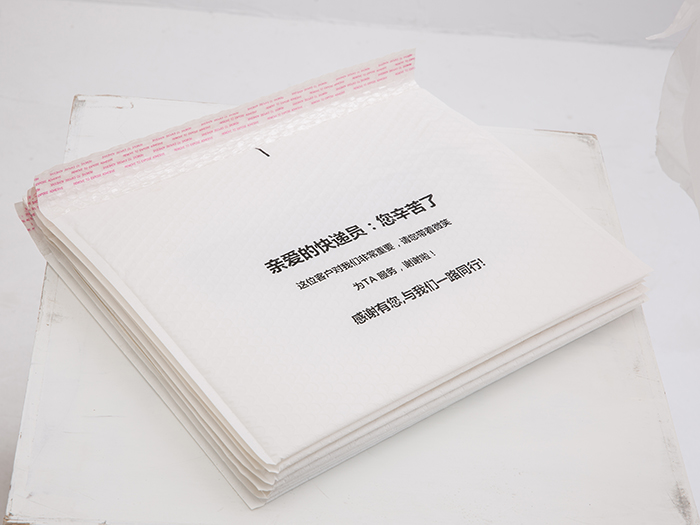 亲爱的快递员：您辛苦了
这位客户对我们非常重要，请您带着微笑
为TA 服务，谢谢啦！
感谢有您,与我们一路同行!